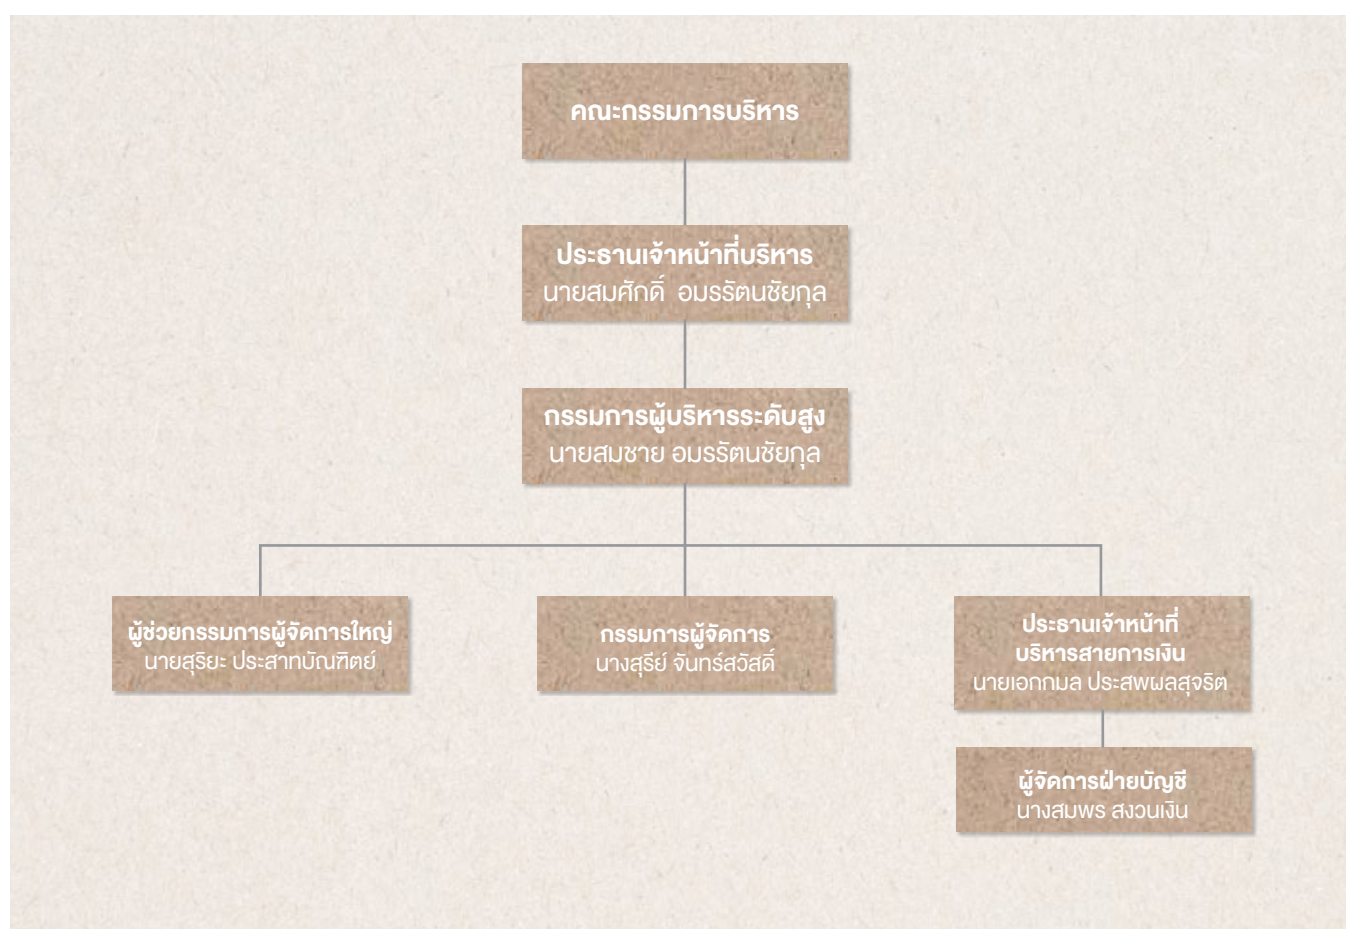 คณะกรรมการบริหาร
ประธานเจ้าหน้าที่บริหาร
นายสมศักดิ์ อมรรัตนชัยกุล
กรรมการผู้บริหารระดับสูง
นายสมชาย อมรรัตนชัยกุล
ผู้ช่วยกรรมการผู้จัดการใหญ่
นายสุริยะ ประสาทบัณฑิตย์
กรรมการผู้จัดการ
นางสุรีย์ จันทร์สวัสดิ์
ประธานเจ้าหน้าที่
บริหารสายการเงิน
นายเอกกมล ประสพผลสุจริต
ผู้จัดการฝ่ายบัญชี
นางสมพร สงวนเงิน